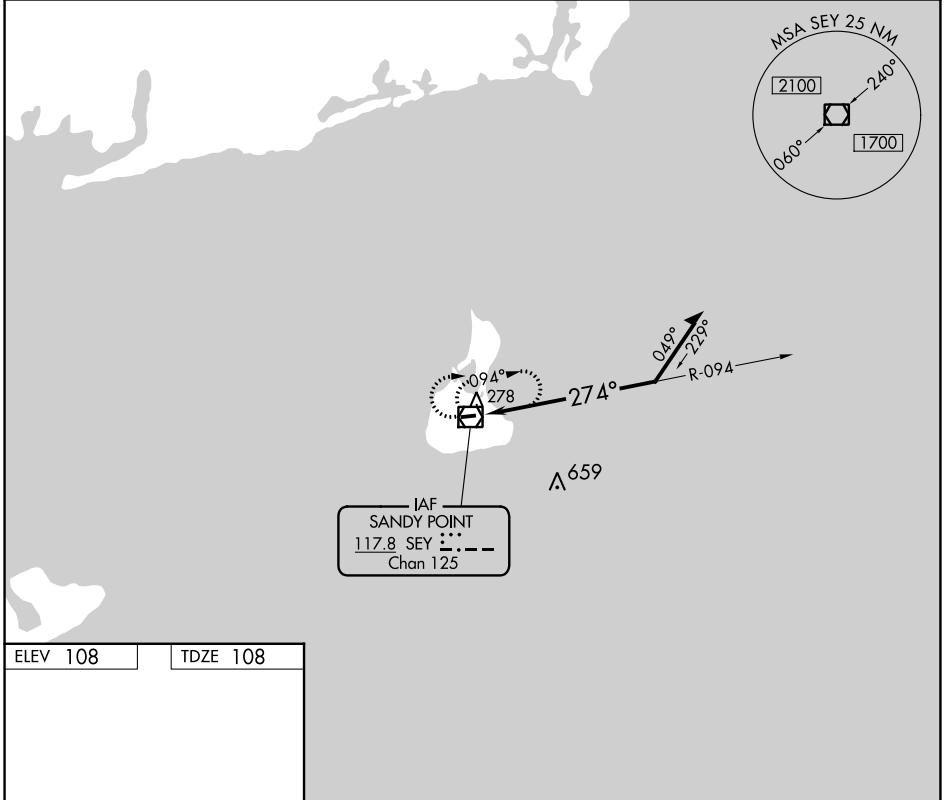 MSA SEY 25 NM
2100
240°
060°
1700
049°
229°
R-094
094°
274°
278
659
IAF
SANDY POINT
117.8 SEY
Chan 125
ELEV 108
TDZE 108